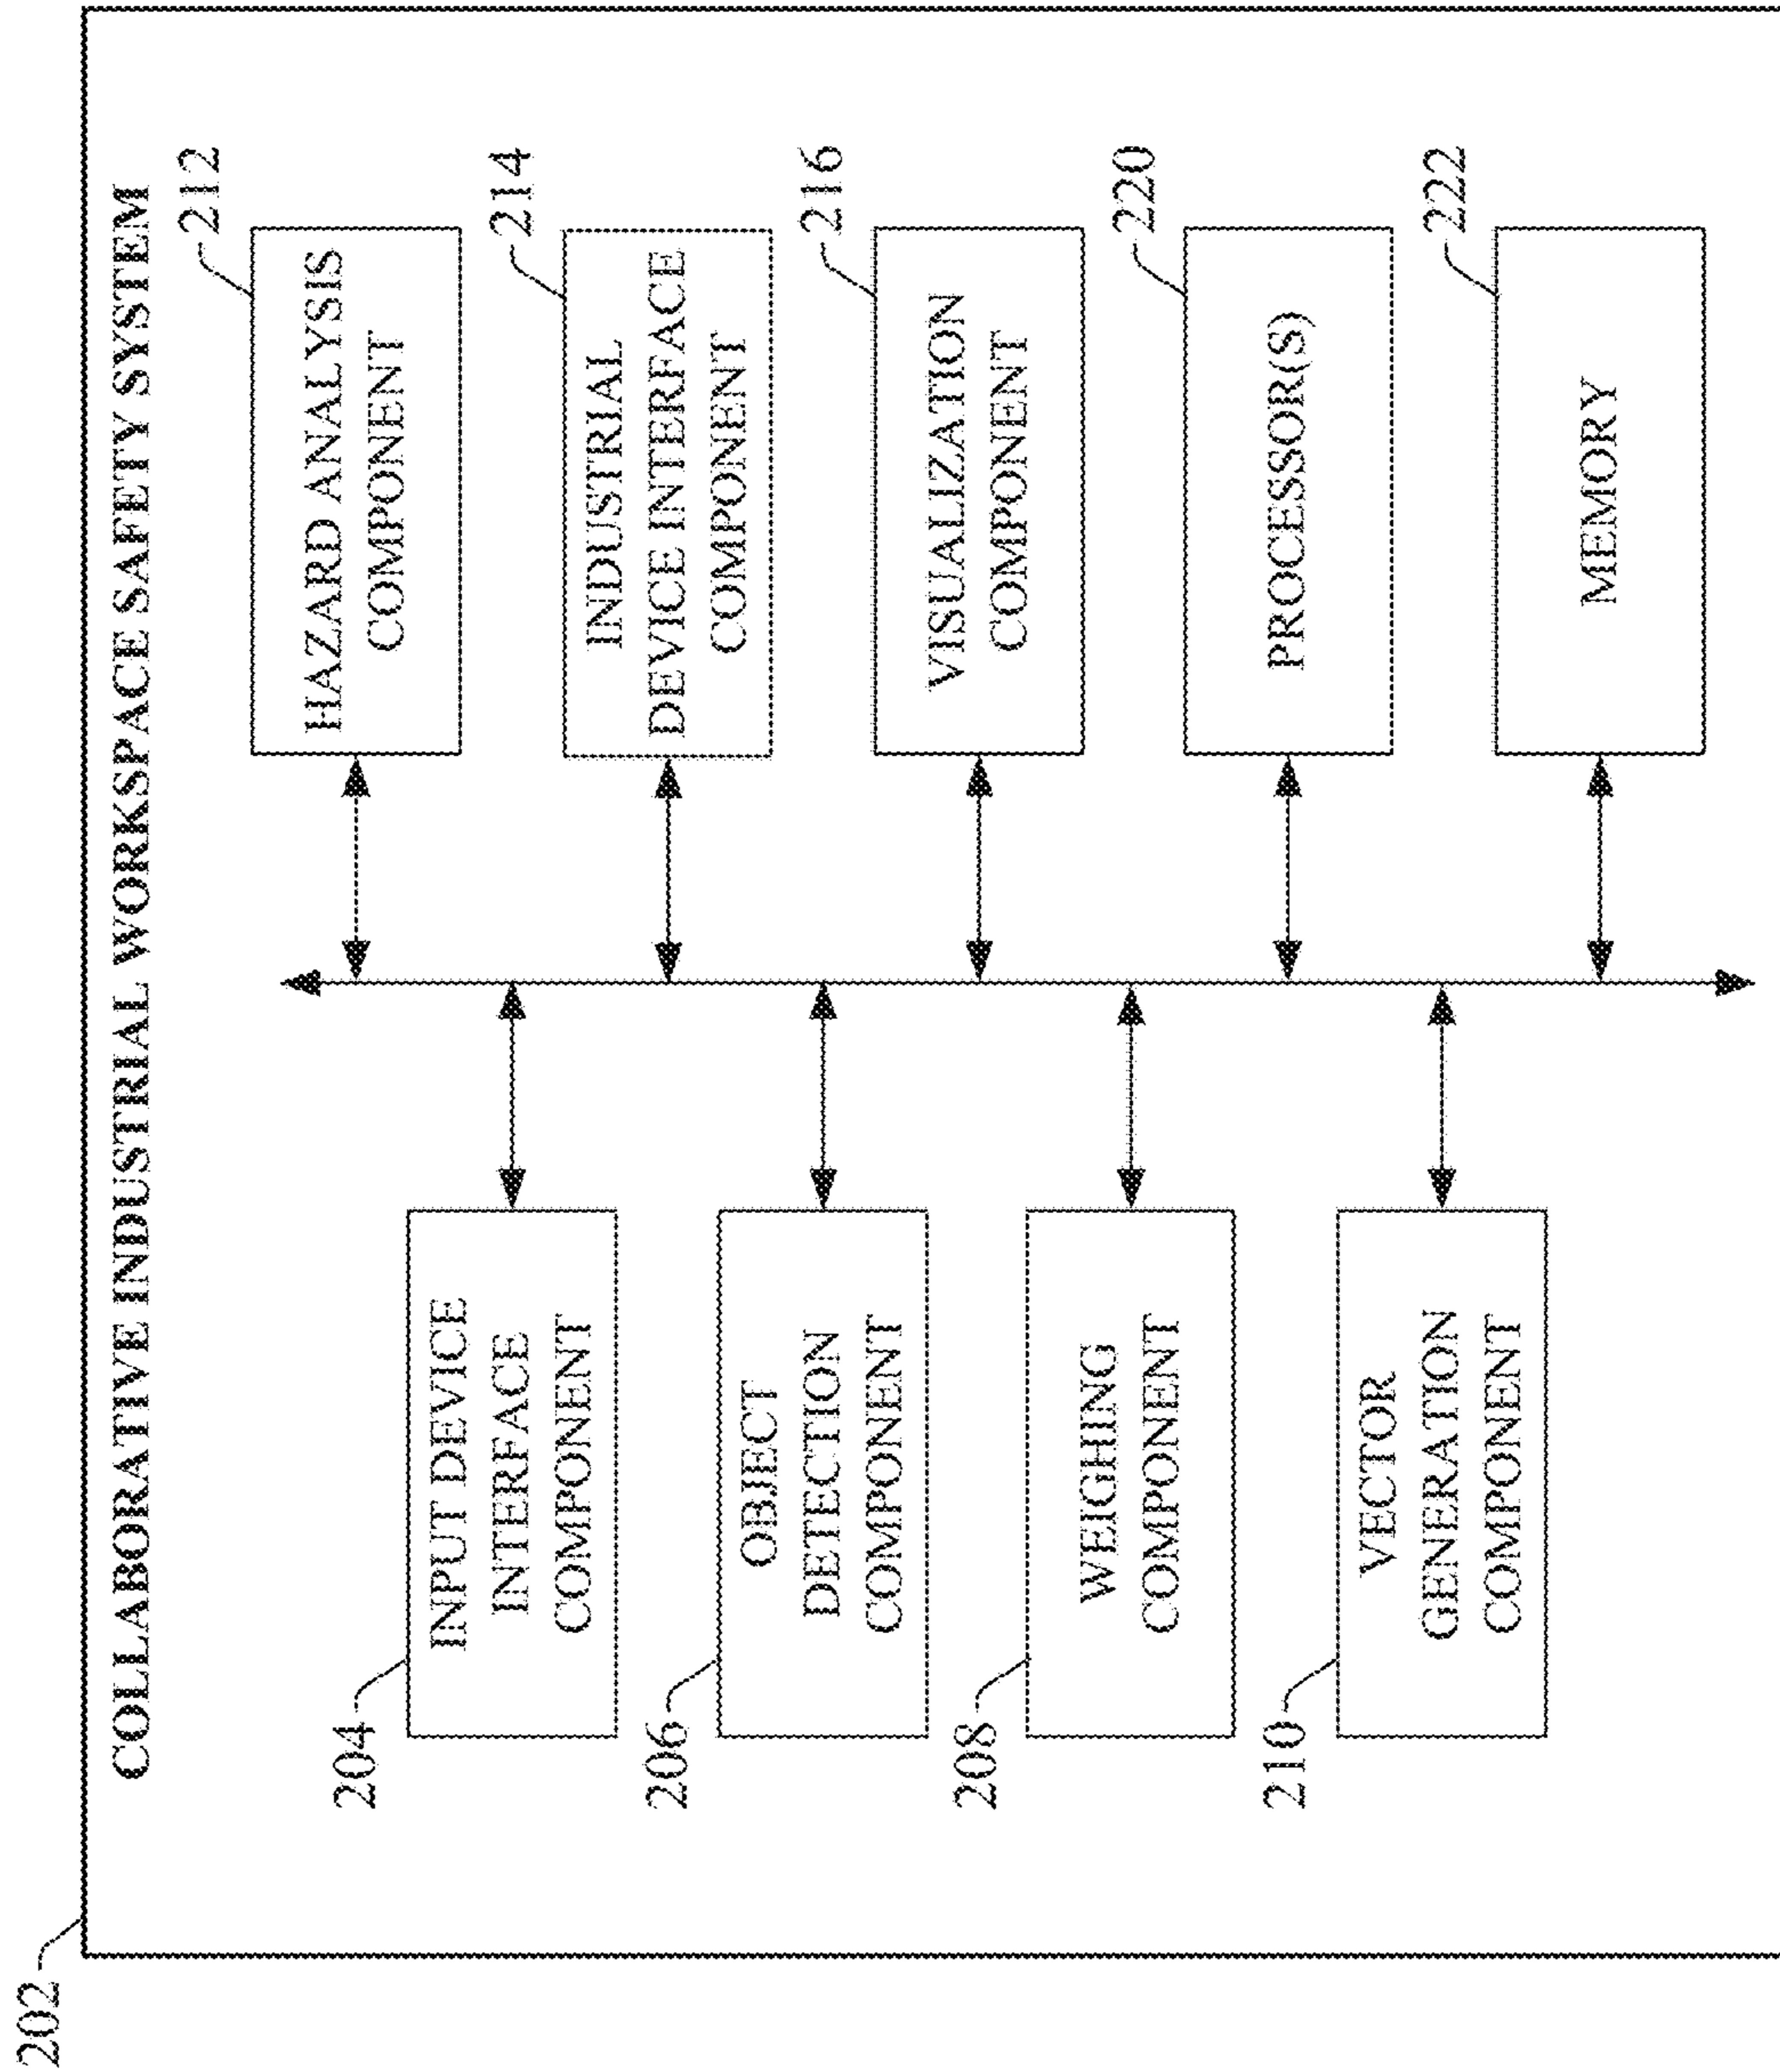 202
COLLABORATIVE INDUSTRIAL WORKSPACE SAFETY SYSTEM
204
INPUT DEVICE
INTERFACE
COMPONENT
206
OBJECT
DETECTION
COMPONENT
208
WEIGHING
COMPONENT
210
VECTOR
GENERATION
COMPONENT
212
HAZARD ANALYSIS
COMPONENT
214
INDUSTRIAL
DEVICE INTERFACE
COMPONENT
216
VISUALIZATION
COMPONENT
220
PROCESSOR(S)
222
MEMORY